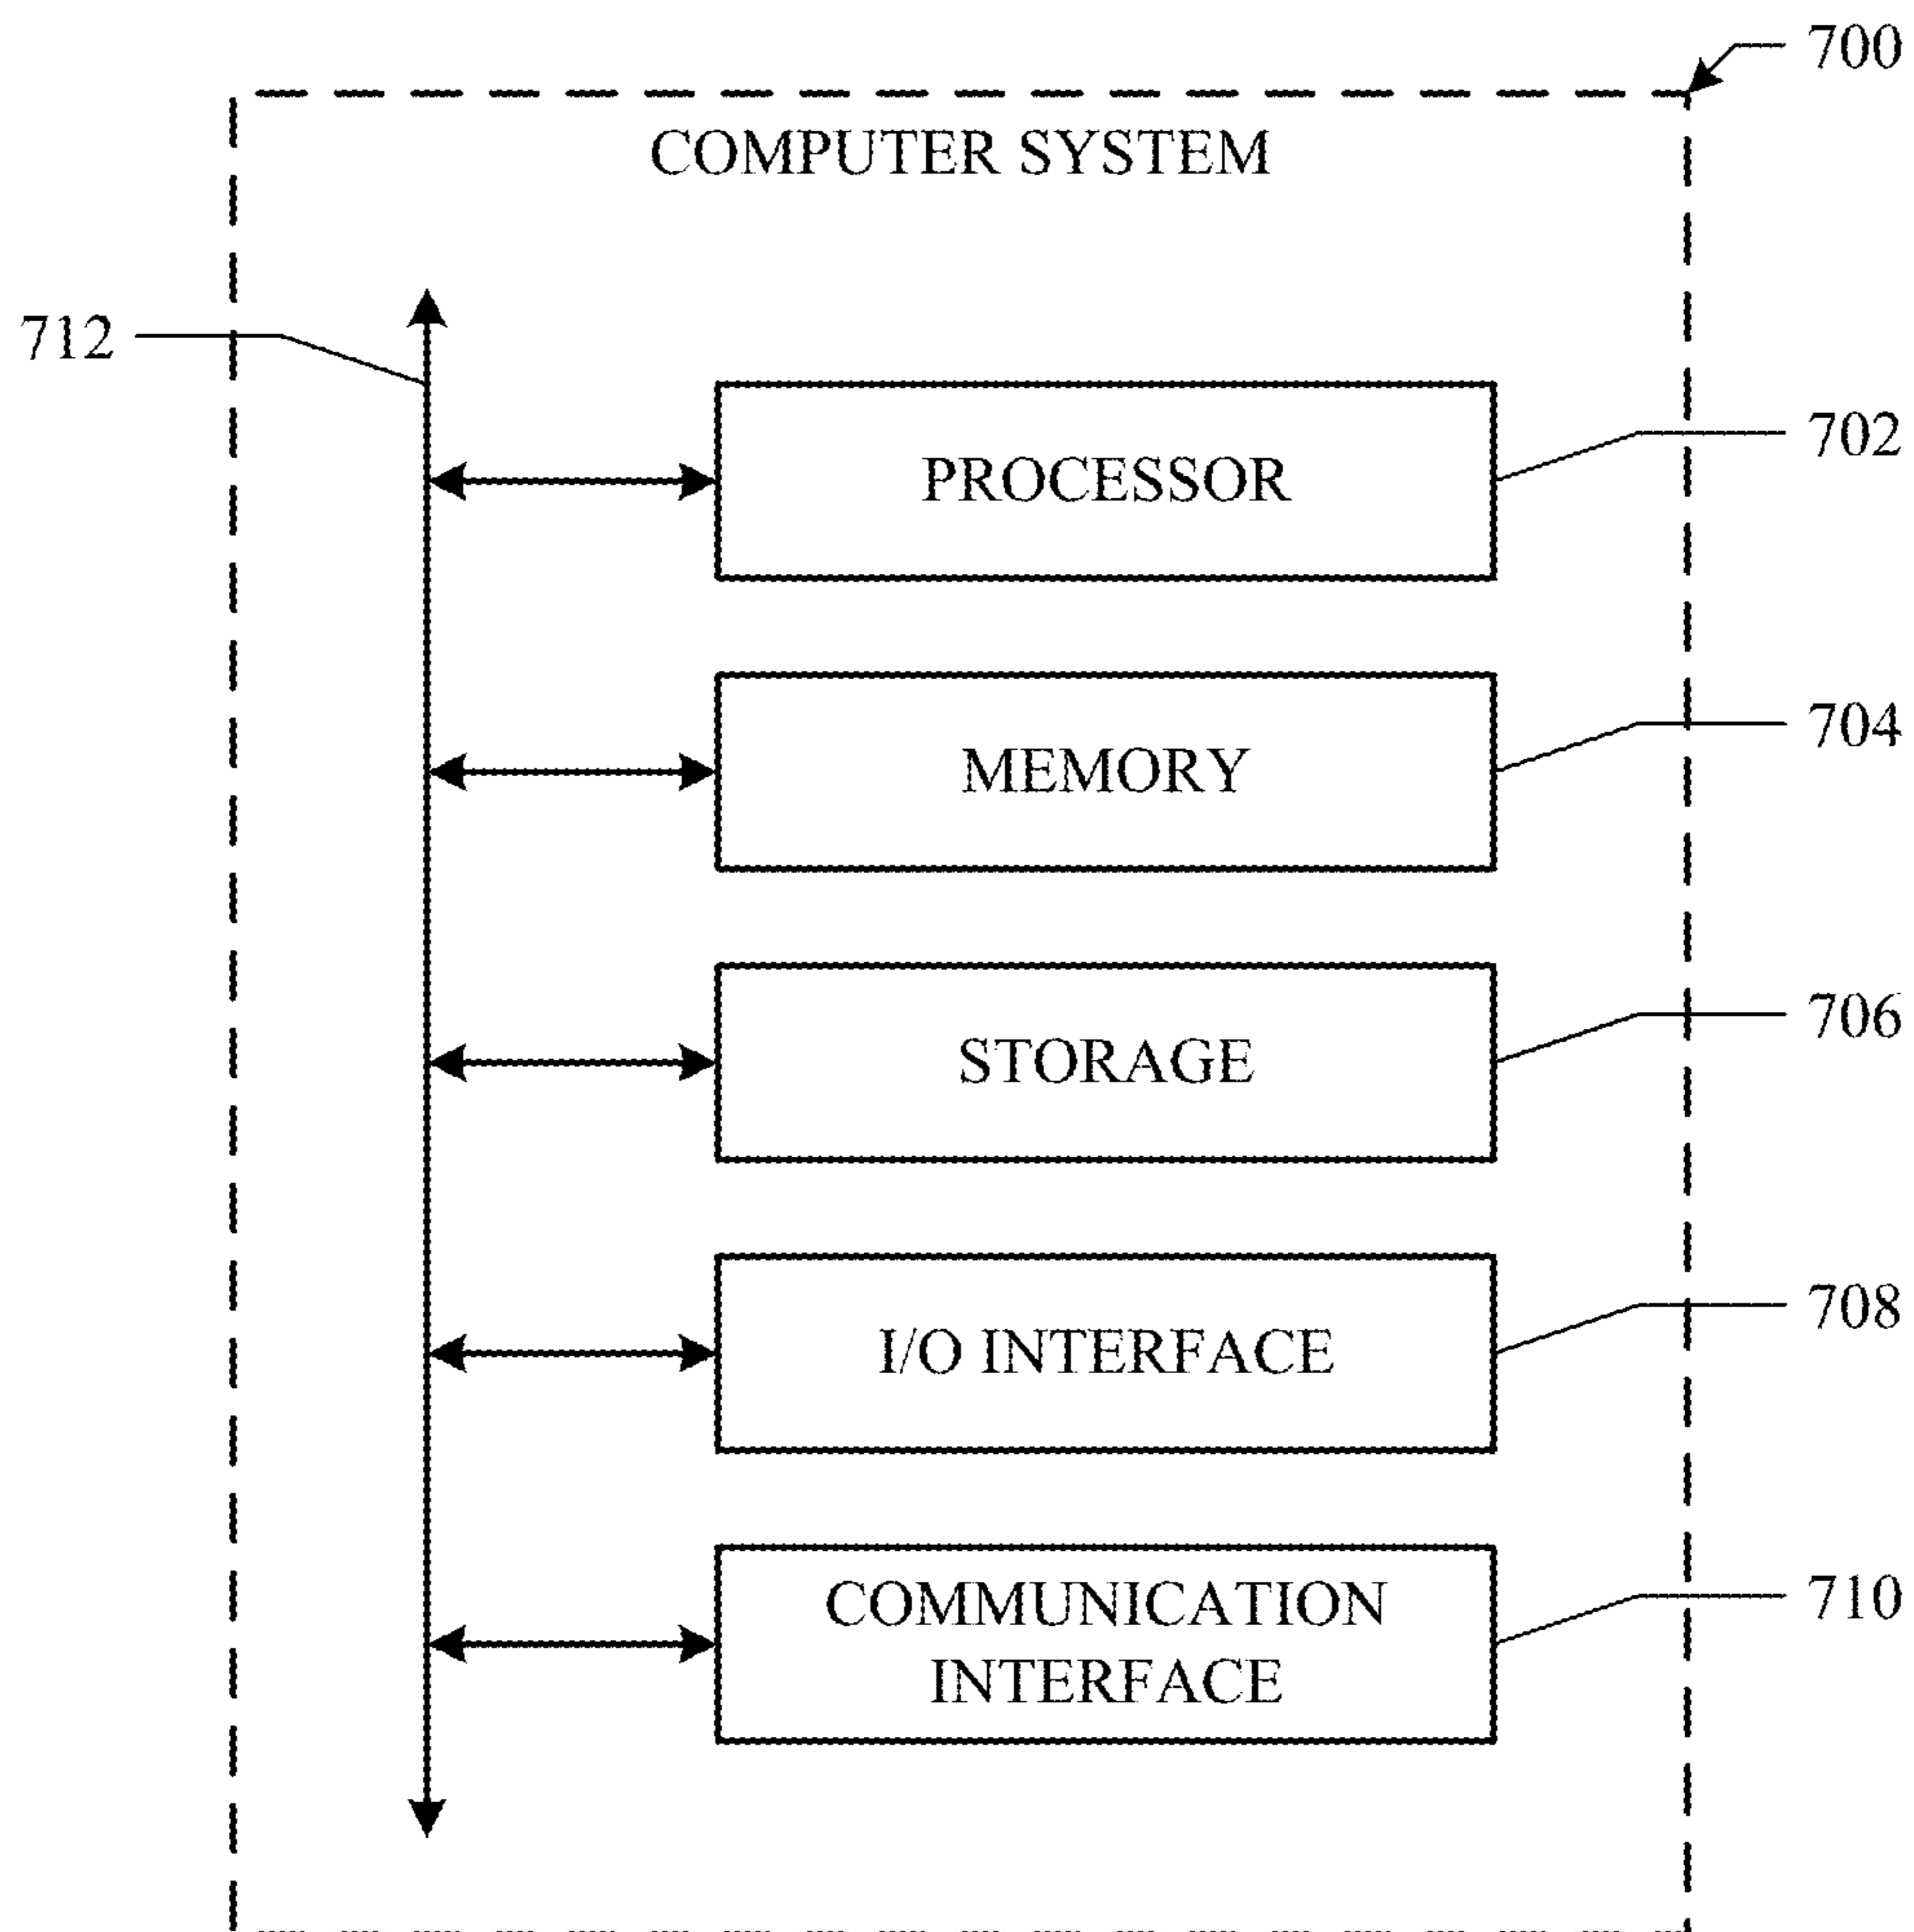 700
COMPUTER SYSTEM
712
702
PROCESSOR
704
MEMORY
706
STORAGE
708
I/O INTERFACE
710
COMMUNICATION
INTERFACE